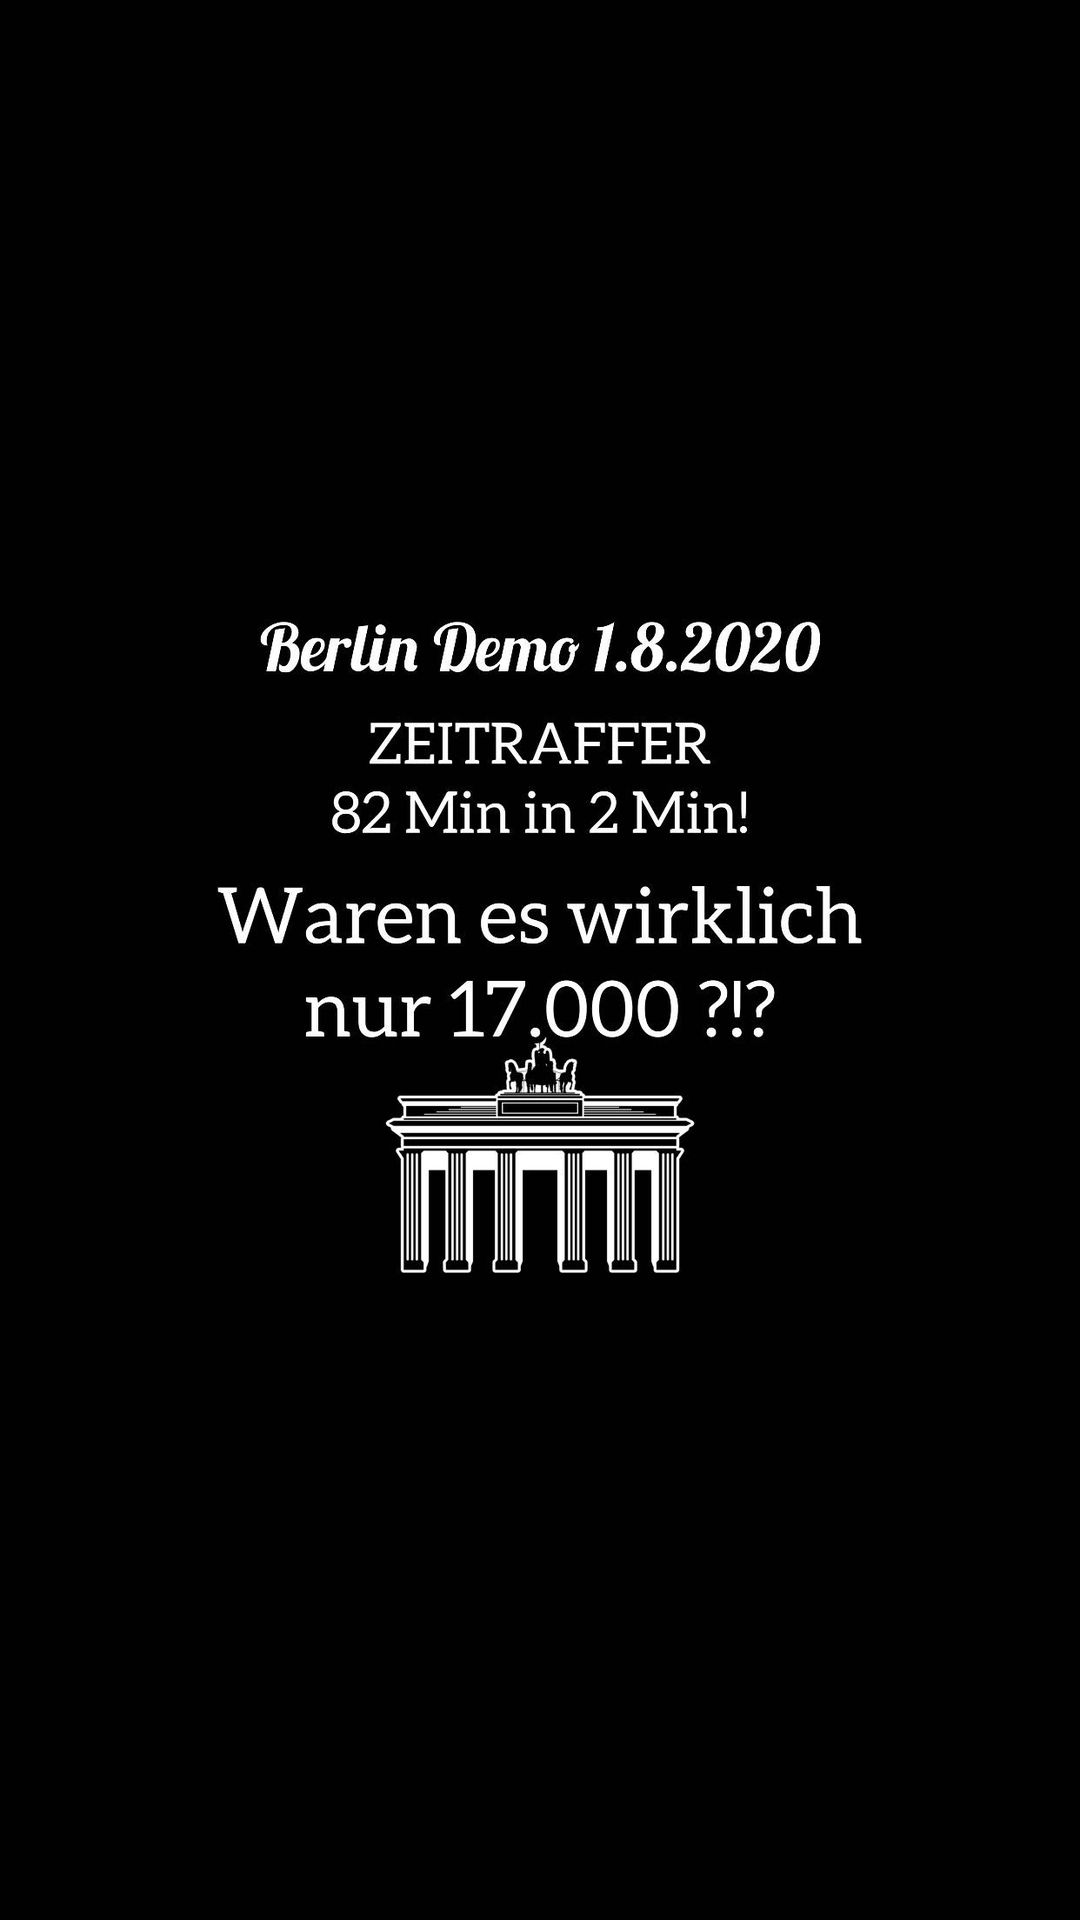 Berlin Demo 1.8.2020
ZEITRAFFER
82 Min in 2 Min!
Waren es wirklich
nur 17.000 ?!?